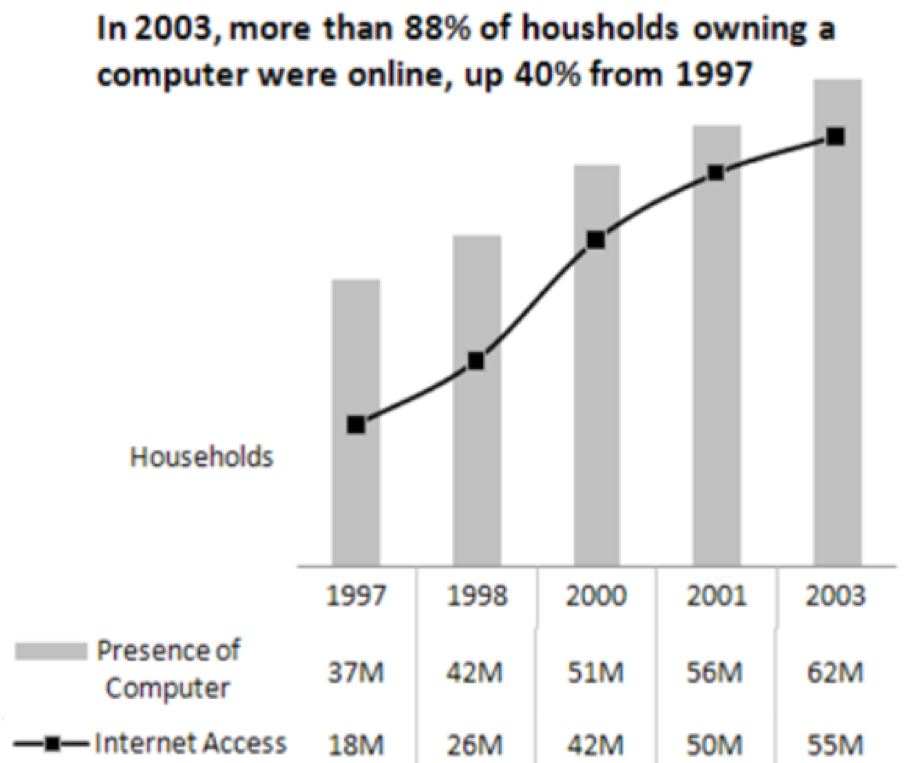 In 2003, more than 88% of housholds owning a
computer were online, up 40% from 1997
Households
1997 1998 2000 2001 2003
Presence of
Computer 37M 42M 51M 56M 62M
Internet Access 18M 26M 42M 50M 55M